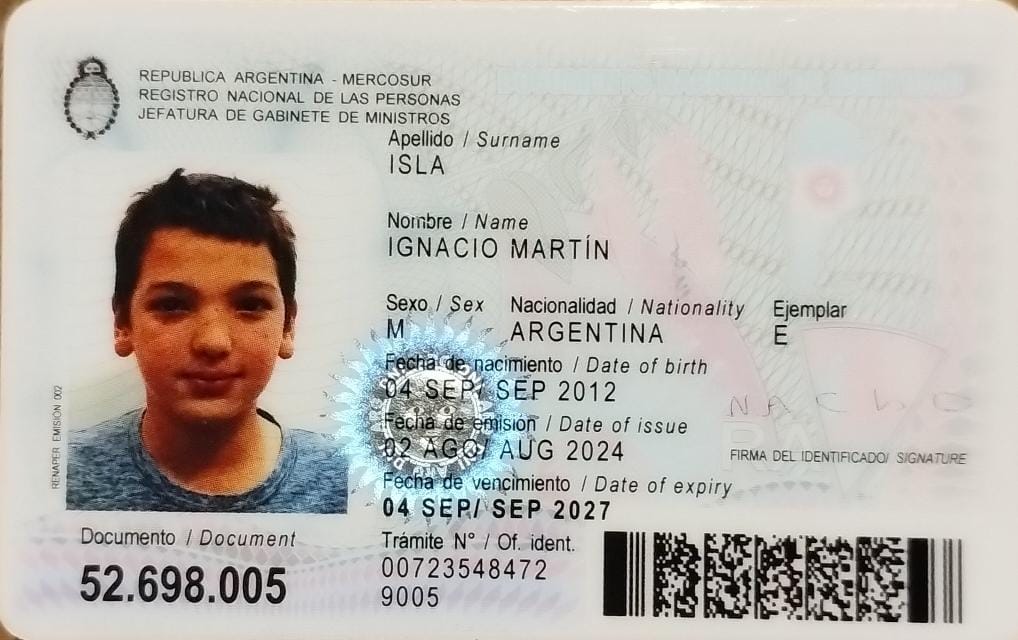 REPUBLICA ARGENTINA - MERCOSUR
REGISTRO NACIONAL DE LAS PERSONAS
JEFATURA DE GABINETE DE MINISTROS
Apellido / Surname
ISLA
Nombre / Name
IGNACIO MARTÍN
Sexo / Sex Nacionalidad / Nationality Ejemplar
M ARGENTINA E
Fecha de nacimiento / Date of birth
04 SEP/ SEP 2012
Fecha de emisión / Date of issue
02 AGO/ AUG 2024
Fecha de vencimiento / Date of expiry
04 SEP/ SEP 2027
NACHO
FIRMA DEL IDENTIFICADO/ SIGNATURE
RENAPER EMISIÓN 002
Documento / Document
52.698.005
Trámite N° / Of. ident.
00723548472
9005